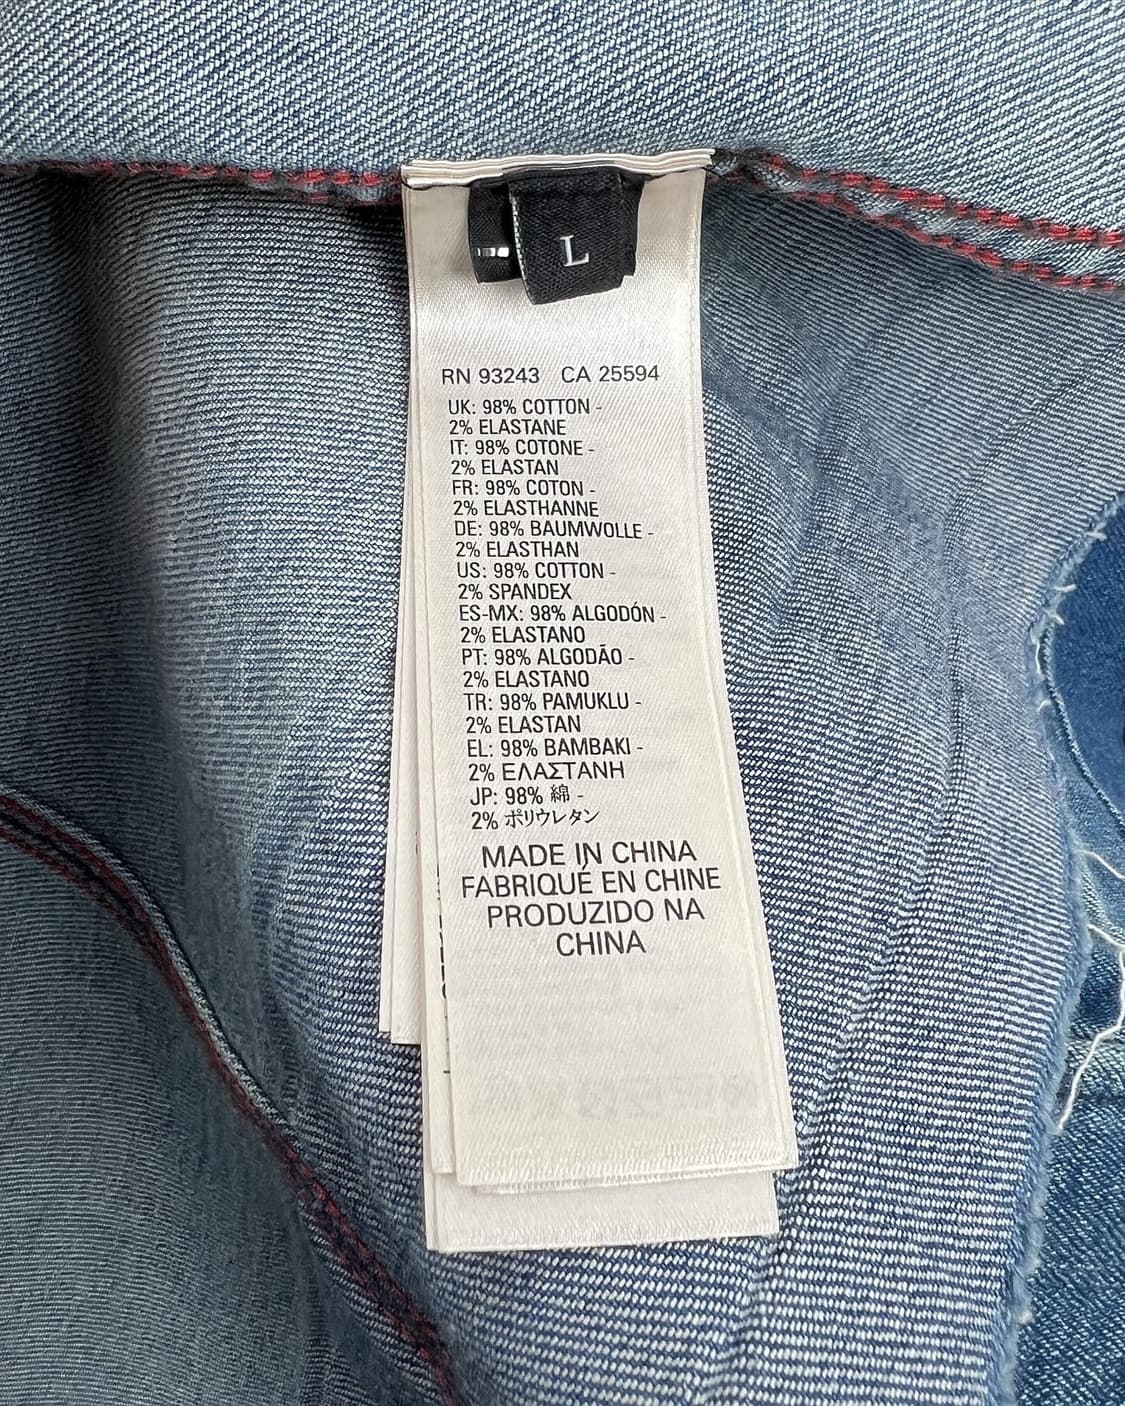 L
RN 93243 CA 25594
UK: 98% COTTON -
2% ELASTANE
IT: 98% COTONE -
2% ELASTAN
FR: 98% COTON -
2% ELASTHANNE
DE: 98% BAUMWOLLE -
2% ELASTHAN
US: 98% COTTON -
2% SPANDEX
ES-MX: 98% ALGODÓN -
2% ELASTANO
PT: 98% ALGODÃO -
2% ELASTANO
TR: 98% PAMUKLU -
2% ELASTAN
EL: 98% BAMBAKI -
2% ΕΛΑΣΤΑΝΗ
JP: 98% 綿 -
2% ポリウレタン
MADE IN CHINA
FABRIQUÉ EN CHINE
PRODUZIDO NA
CHINA